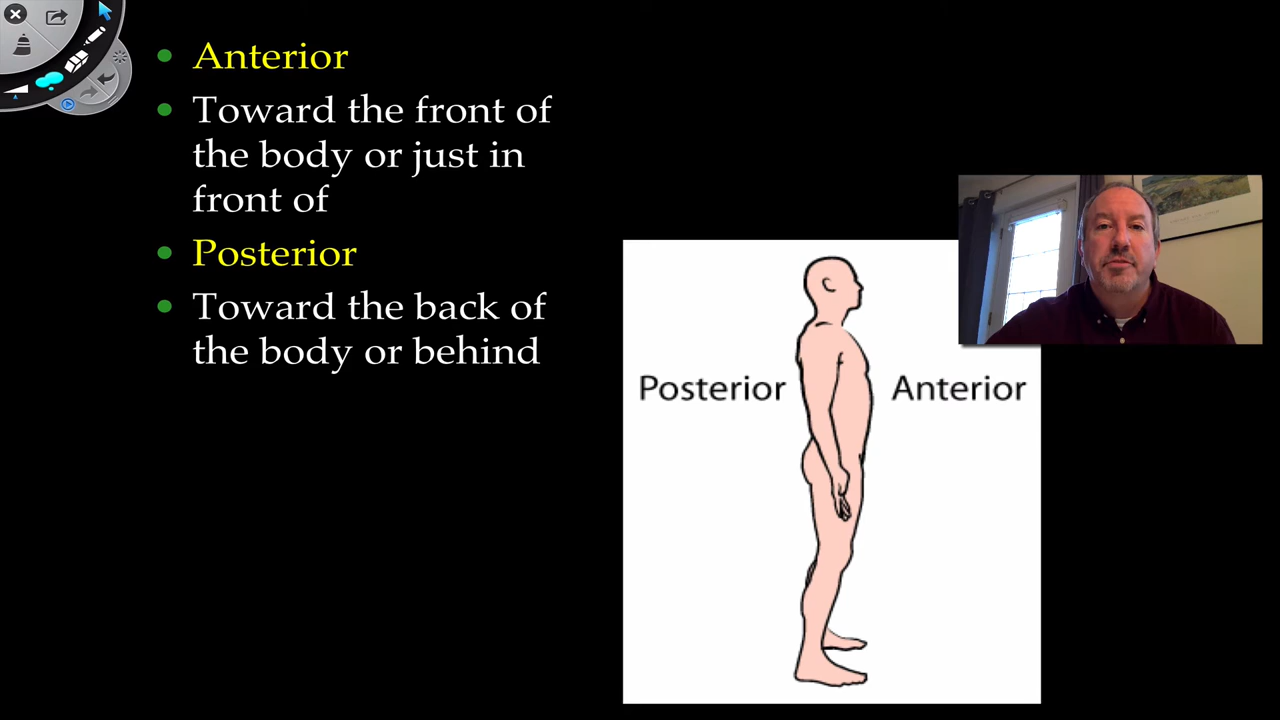 Anterior
Toward the front of
the body or just in
front of
Posterior
Toward the back of
the body or behind
Posterior
Anterior